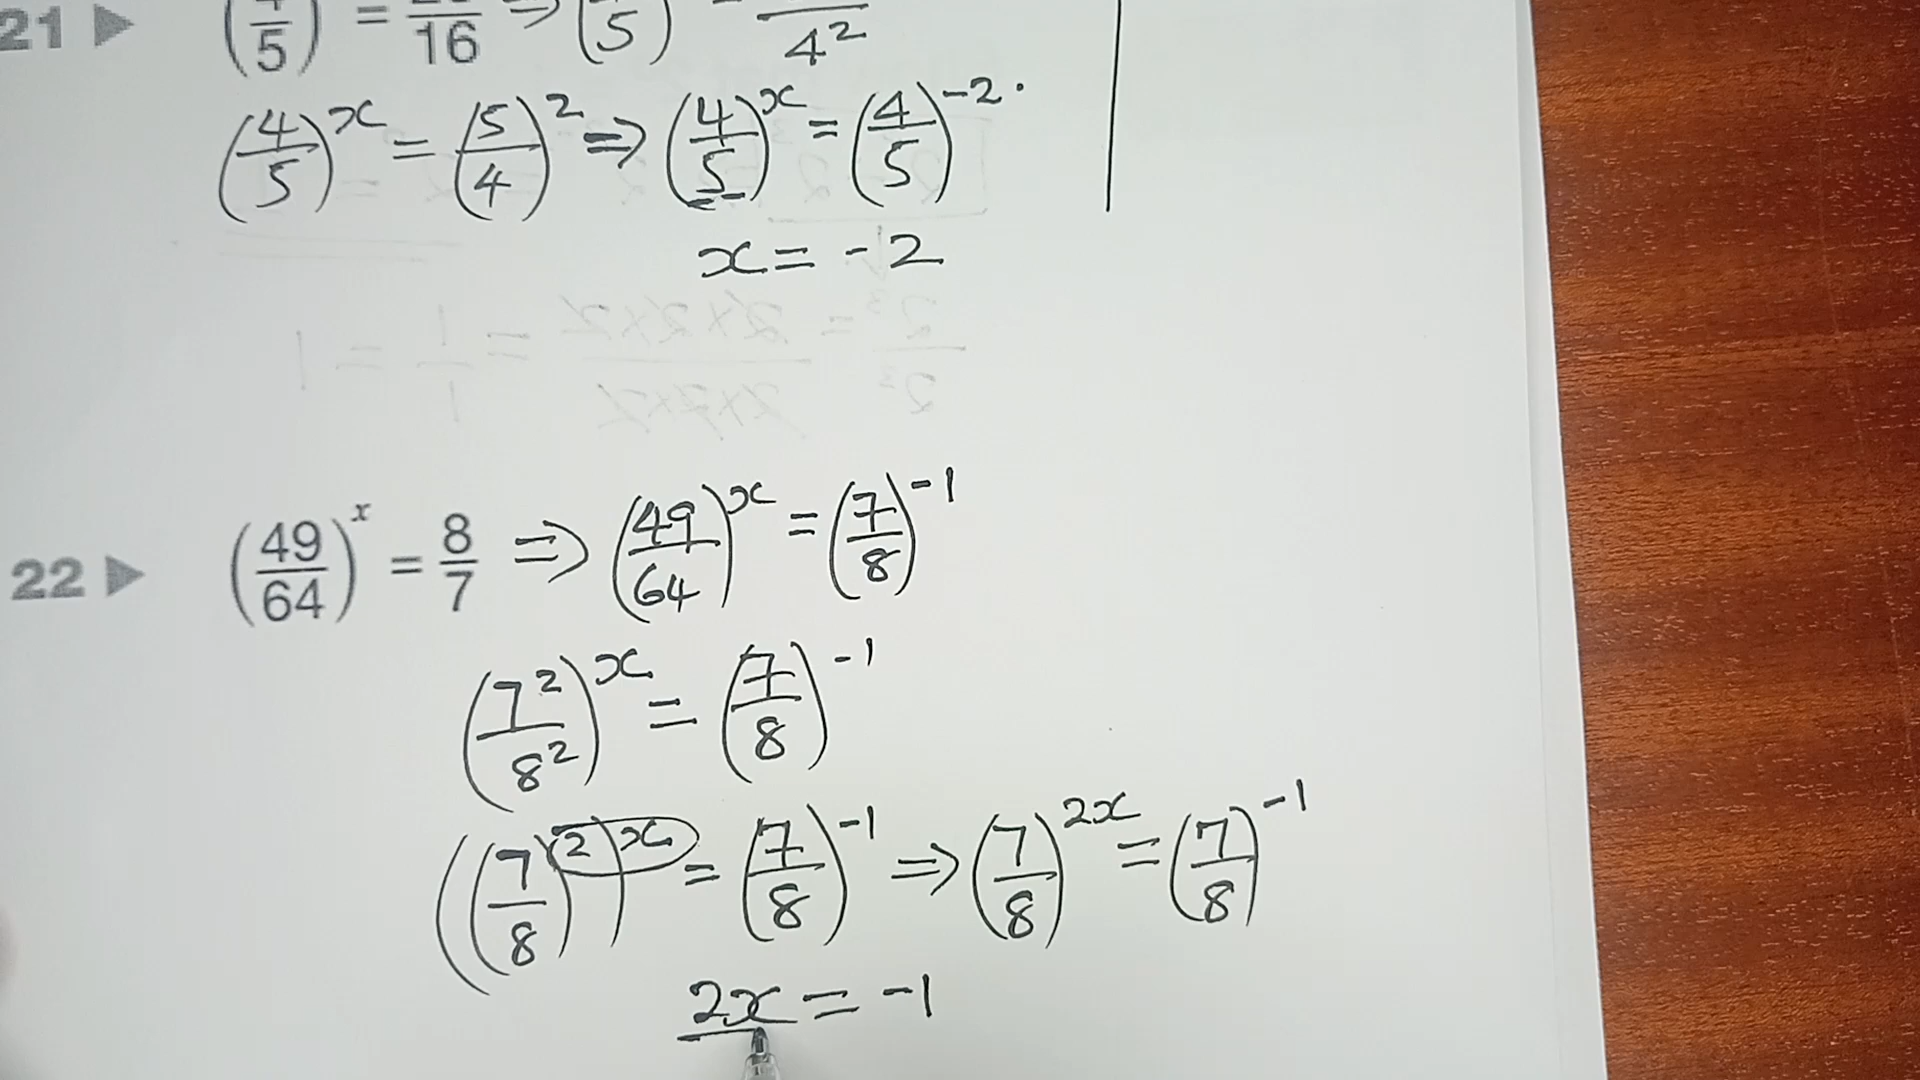 21 ▶ (4/5) = /16 ⇒ (/5) = /4²
(4/5)ˣ = (5/4)² ⇒ (4/5)ˣ = (4/5)⁻² .
x = -2
22 ▶ (49/64)ˣ = 8/7 ⇒ (49/64)ˣ = (7/8)⁻¹
(7²/8²)ˣ = (7/8)⁻¹
((7/8)²)ˣ = (7/8)⁻¹ ⇒ (7/8)²ˣ = (7/8)⁻¹
2x = -1